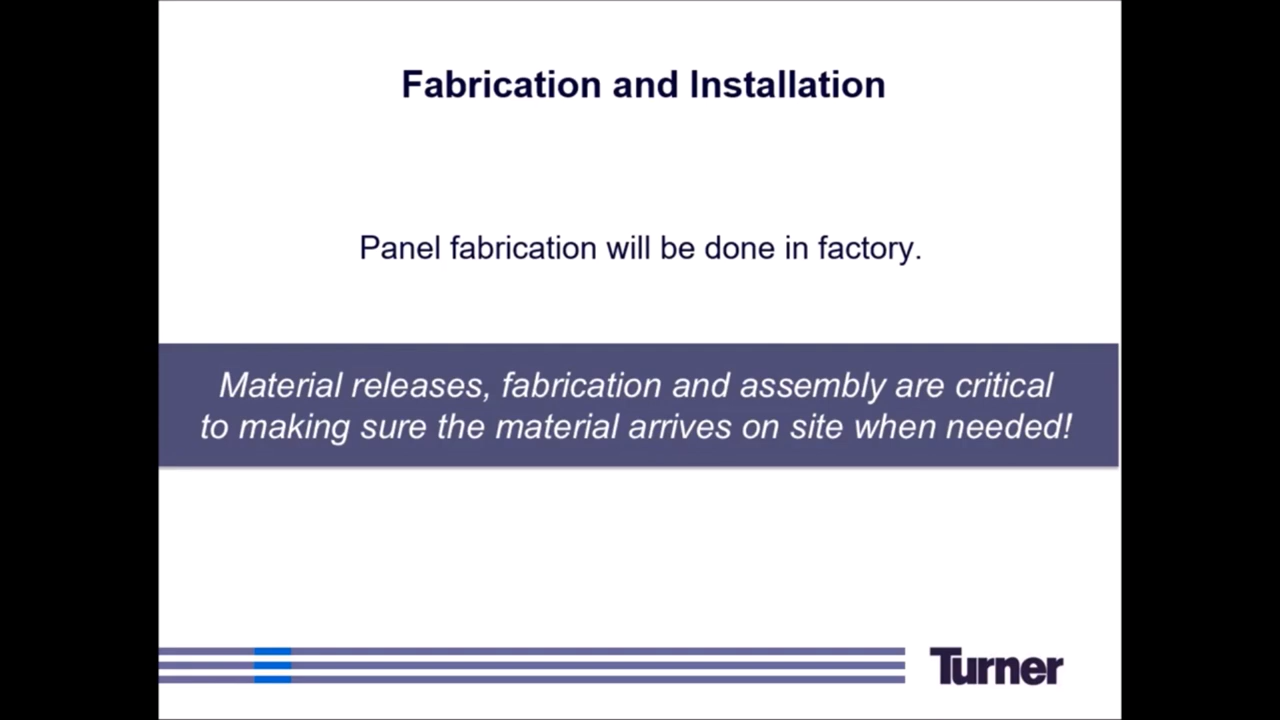 Fabrication and Installation
Panel fabrication will be done in factory.
Material releases, fabrication and assembly are critical
to making sure the material arrives on site when needed!
Turner